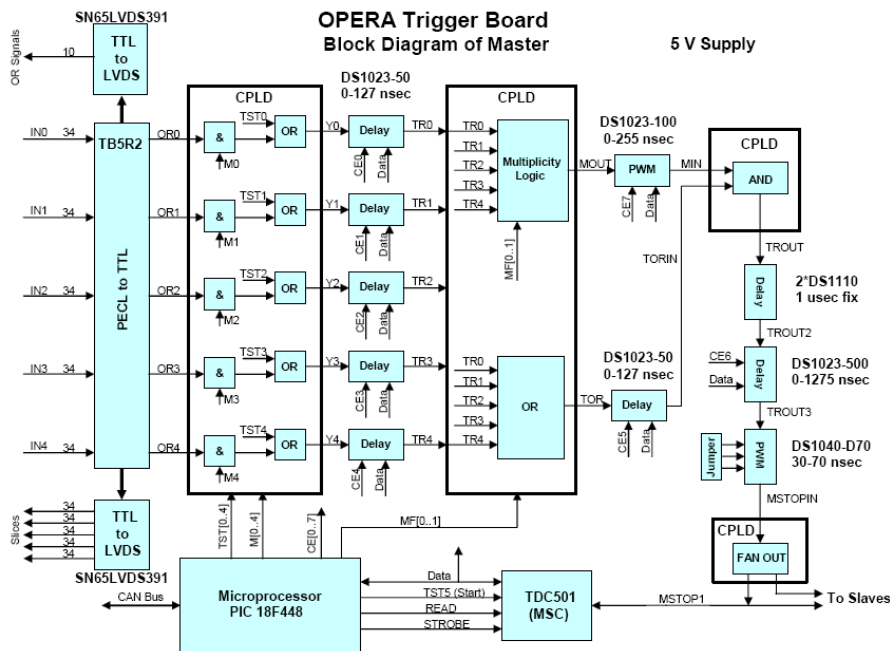 OPERA Trigger Board
Block Diagram of Master
5 V Supply
SN65LVDS391
TTL
to
LVDS
10
OR Signals
DS1023-50
0-127 nsec
CPLD
CPLD
DS1023-100
0-255 nsec
CPLD
IN0 34
TB5R2
OR0
&
M0
TST0
OR
Y0
Delay
CE0
Data
TR0
TR0
TR1
TR2
TR3
TR4
Multiplicity
Logic
MF[0..1]
MOUT
PWM
CE7
Data
MIN
AND
IN1 34
OR1
&
M1
TST1
OR
Y1
Delay
CE1
Data
TR1
TORIN
TROUT
PECL to TTL
IN2 34
OR2
&
M2
TST2
OR
Y2
Delay
CE2
Data
TR2
Delay
2*DS1110
1 usec fix
TROUT2
IN3 34
OR3
&
M3
TST3
OR
Y3
Delay
CE3
Data
TR3
TR0
TR1
TR2
TR3
TR4
OR
TOR
DS1023-50
0-127 nsec
Delay
CE5
Data
CE6
Data
Delay
DS1023-500
0-1275 nsec
TROUT3
IN4 34
OR4
&
M4
TST4
OR
Y4
Delay
CE4
Data
TR4
Jumper
PWM
DS1040-D70
30-70 nsec
MSTOPIN
Slices
34
34
34
34
34
TTL
to
LVDS
SN65LVDS391
TST[0..4]
M[0..4]
CE[0..7]
MF[0..1]
CPLD
FAN OUT
CAN Bus
Microprocessor
PIC 18F448
Data
TST5 (Start)
READ
STROBE
TDC501
(MSC)
MSTOP1
To Slaves